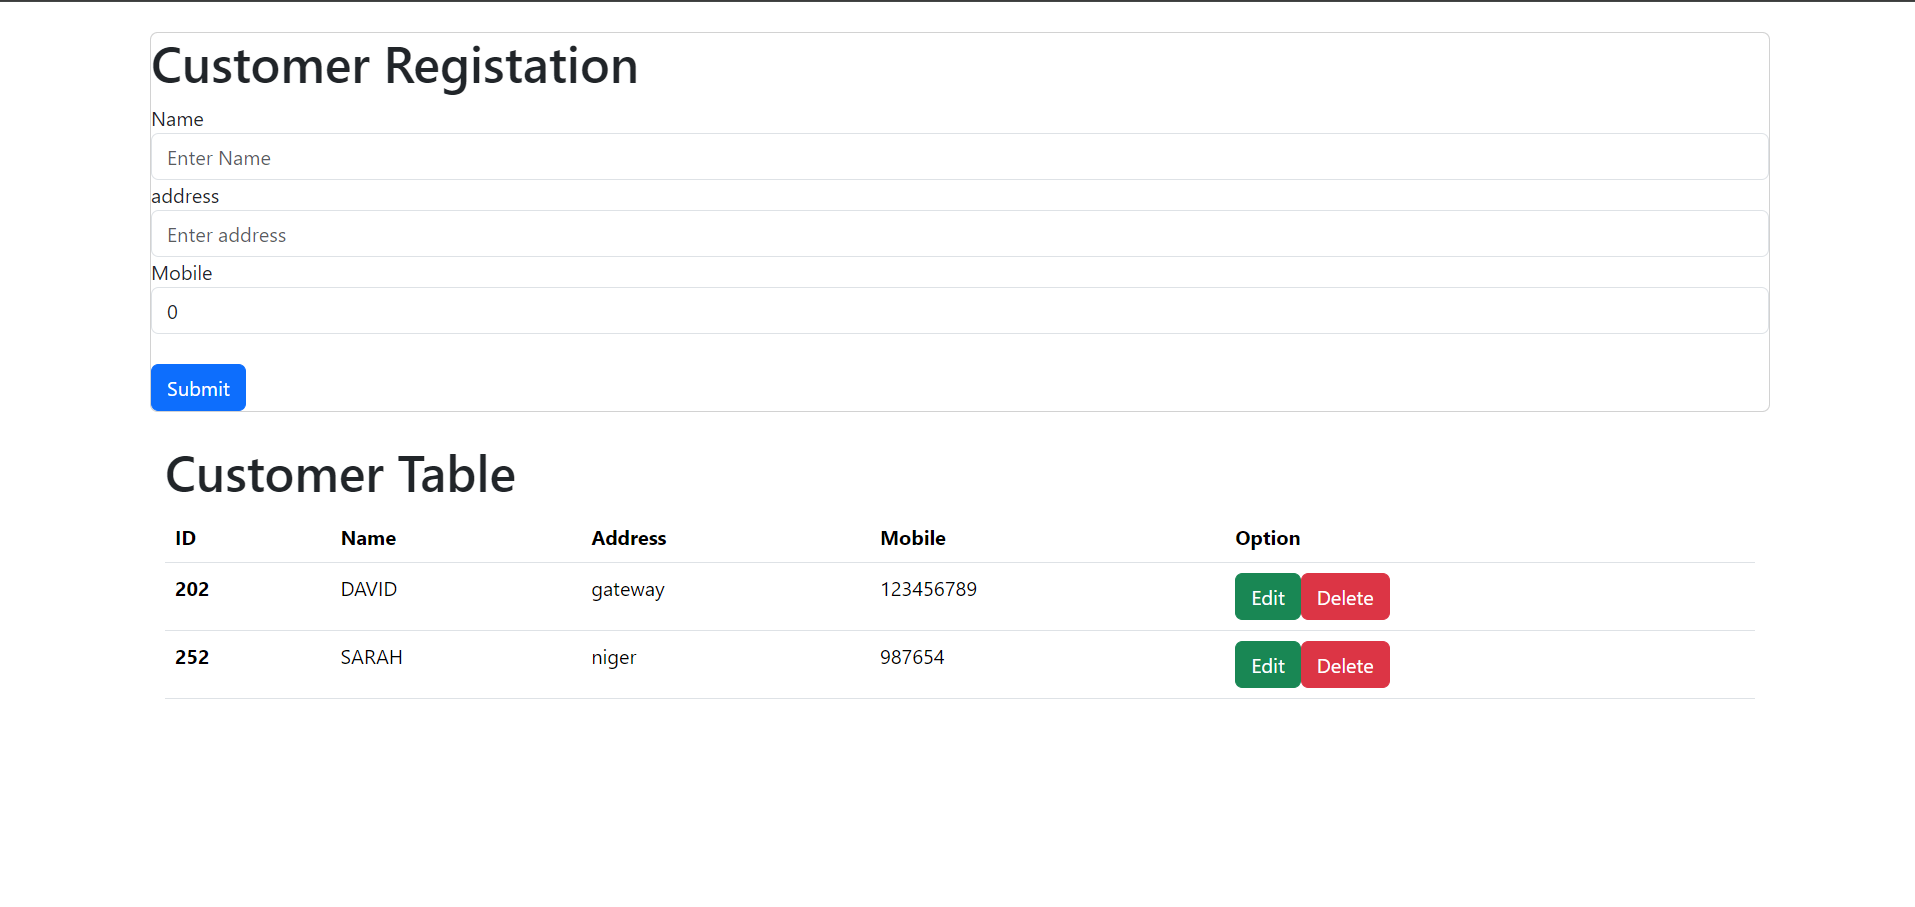 Customer Registation
Name
Enter Name
address
Enter address
Mobile
0
Submit
Customer Table
ID Name Address Mobile Option
202 DAVID gateway 123456789 Edit Delete
252 SARAH niger 987654 Edit Delete